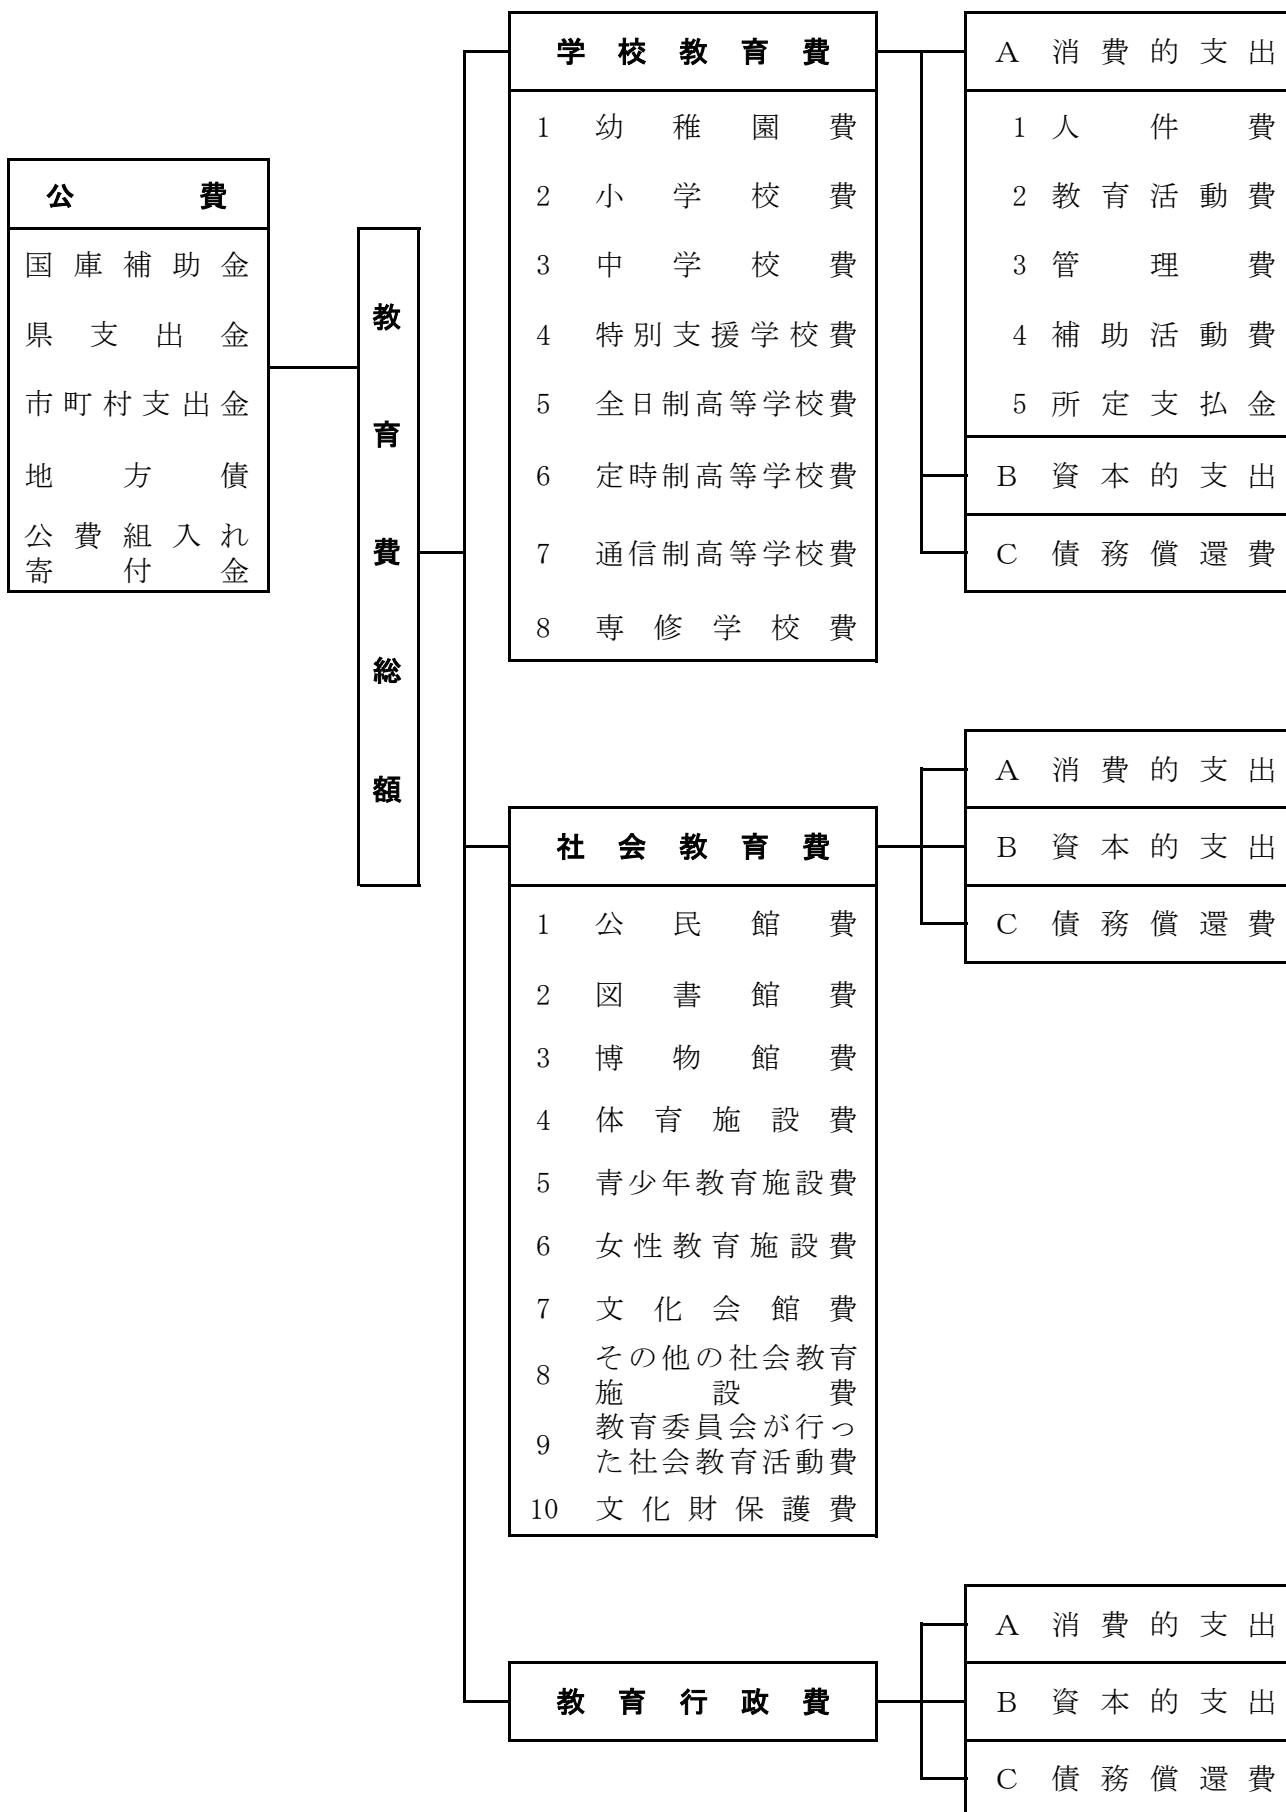 公費
国庫補助金
県支出金
市町村支出金
地方債
公費組入れ
寄付金
教育費総額
学校教育費
1 幼稚園費
2 小学校費
3 中学校費
4 特別支援学校費
5 全日制高等学校費
6 定時制高等学校費
7 通信制高等学校費
8 専修学校費
A 消費的支出
1 人件費
2 教育活動費
3 管理費
4 補助活動費
5 所定支払金
B 資本的支出
C 債務償還費
社会教育費
1 公民館費
2 図書館費
3 博物館費
4 体育施設費
5 青少年教育施設費
6 女性教育施設費
7 文化会館費
8 その他の社会教育
施設費
9 教育委員会が行っ
た社会教育活動費
10 文化財保護費
A 消費的支出
B 資本的支出
C 債務償還費
教育行政費
A 消費的支出
B 資本的支出
C 債務償還費